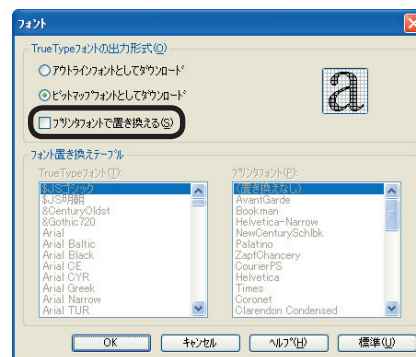 フォント
TrueTypeフォントの出力形式(O)
アウトラインフォントとしてダウンロード
ビットマップフォントとしてダウンロード
プリンタフォントで置き換える(S)
a
フォント置き換えテーブル
TrueTypeフォント(T):
$JSゴシック
$JS明朝
&CenturyOldst
&Gothic720
Arial
Arial Baltic
Arial Black
Arial CE
Arial CYR
Arial Greek
Arial Narrow
Arial TUR
プリンタフォント(P):
(置き換えなし)
AvantGarde
Bookman
Helvetica-Narrow
NewCenturySchlbk
Palatino
ZapfChancery
CourierPS
Helvetica
Times
Coronet
Clarendon Condensed
OK
キャンセル
ヘルプ(H)
標準(U)